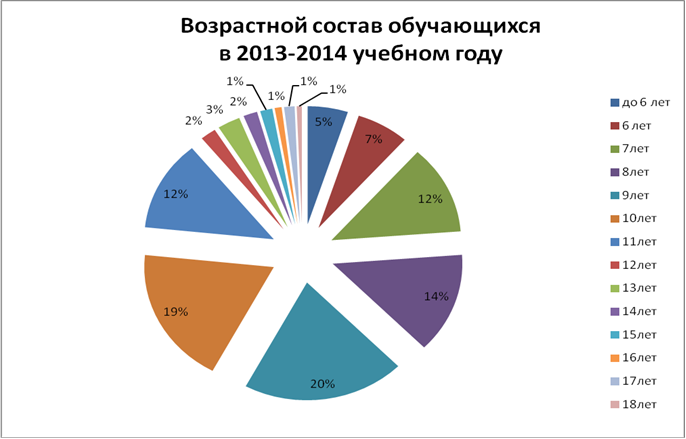 Возрастной состав обучающихся
в 2013-2014 учебном году
1%
1%
1%
1%
2%
3%
2%
5%
7%
12%
12%
14%
19%
20%
до 6 лет
6 лет
7лет
8лет
9лет
10лет
11лет
12лет
13лет
14лет
15лет
16лет
17лет
18лет